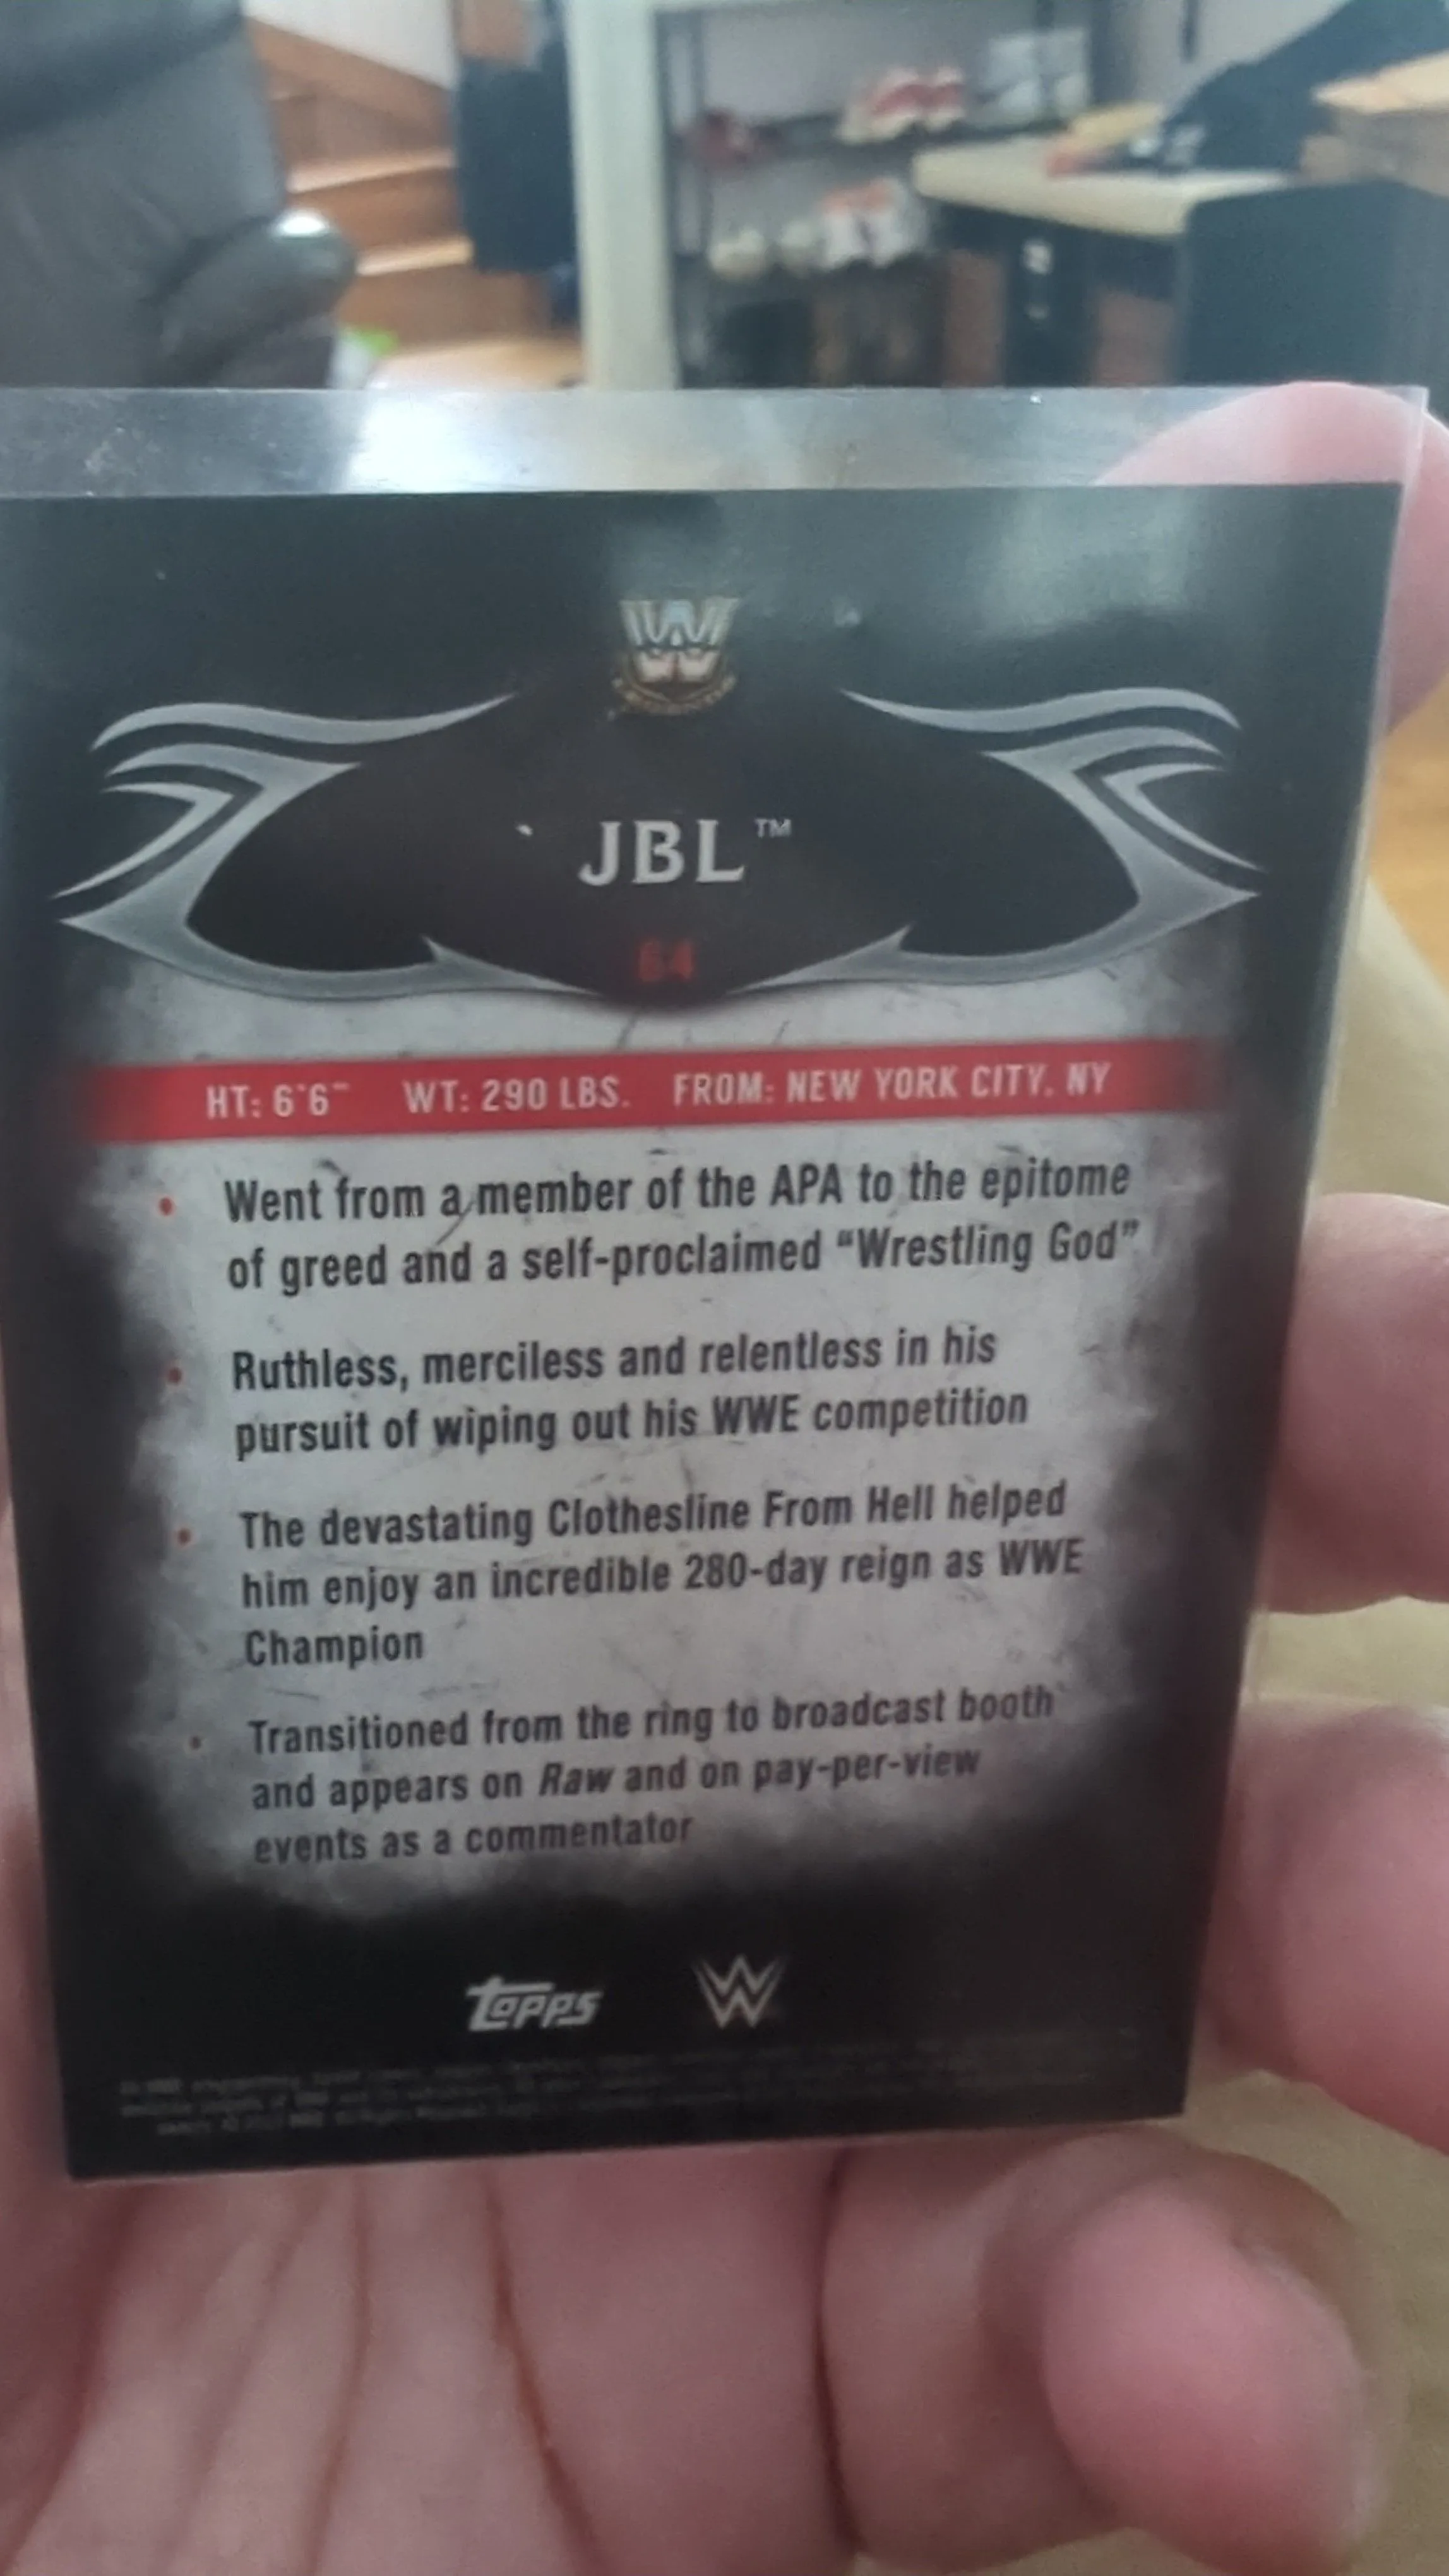 JBL™
64
HT: 6'6" WT: 290 LBS. FROM: NEW YORK CITY, NY
• Went from a member of the APA to the epitome
of greed and a self-proclaimed “Wrestling God”
• Ruthless, merciless and relentless in his
pursuit of wiping out his WWE competition
• The devastating Clothesline From Hell helped
him enjoy an incredible 280-day reign as WWE
Champion
• Transitioned from the ring to broadcast booth
and appears on Raw and on pay-per-view
events as a commentator
topps W